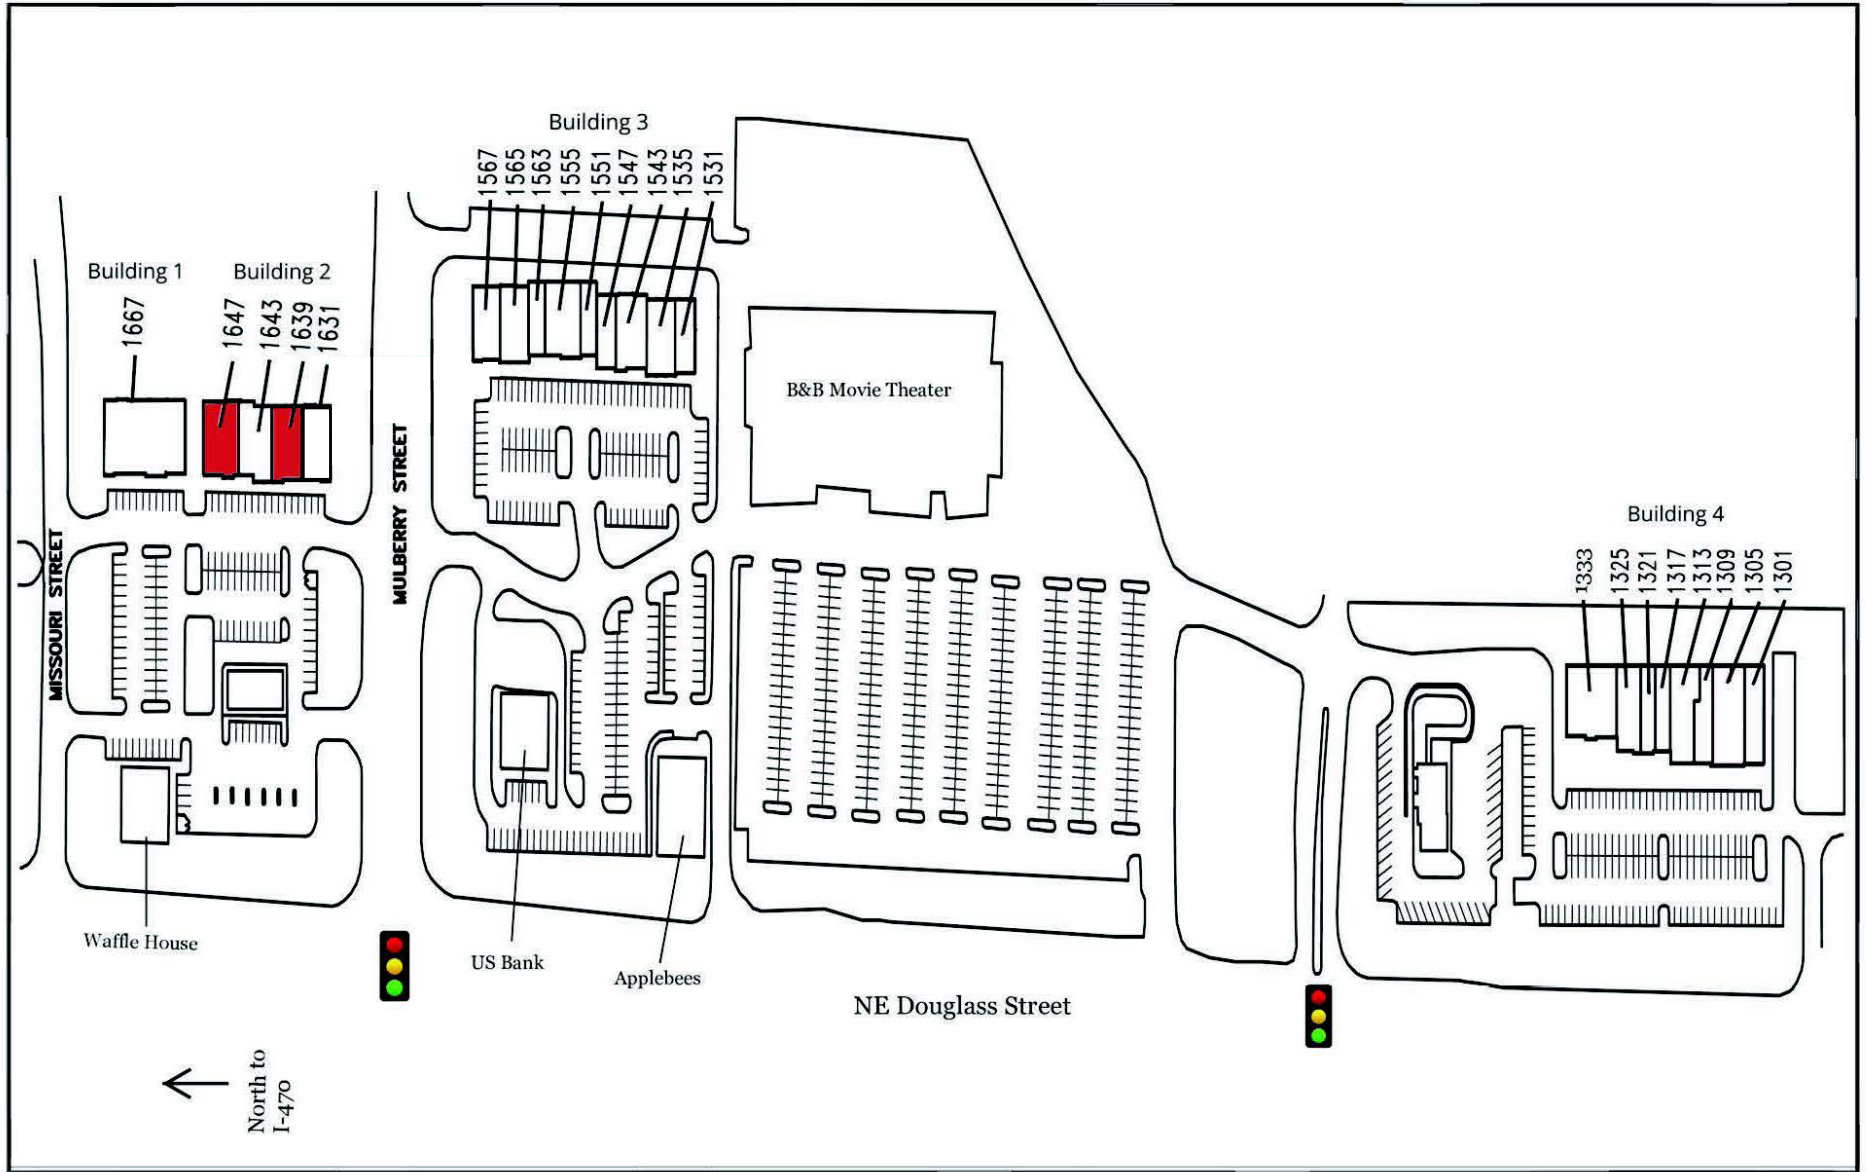 Building 3
1567
1565
1563
1555
1551
1547
1543
1535
1531
Building 1
Building 2
1667
1647
1643
1639
1631
B&B Movie Theater
MULBERRY STREET
MISSOURI STREET
Building 4
1333
1325
1321
1317
1313
1309
1305
1301
Waffle House
US Bank
Applebees
NE Douglass Street
North to
I-470